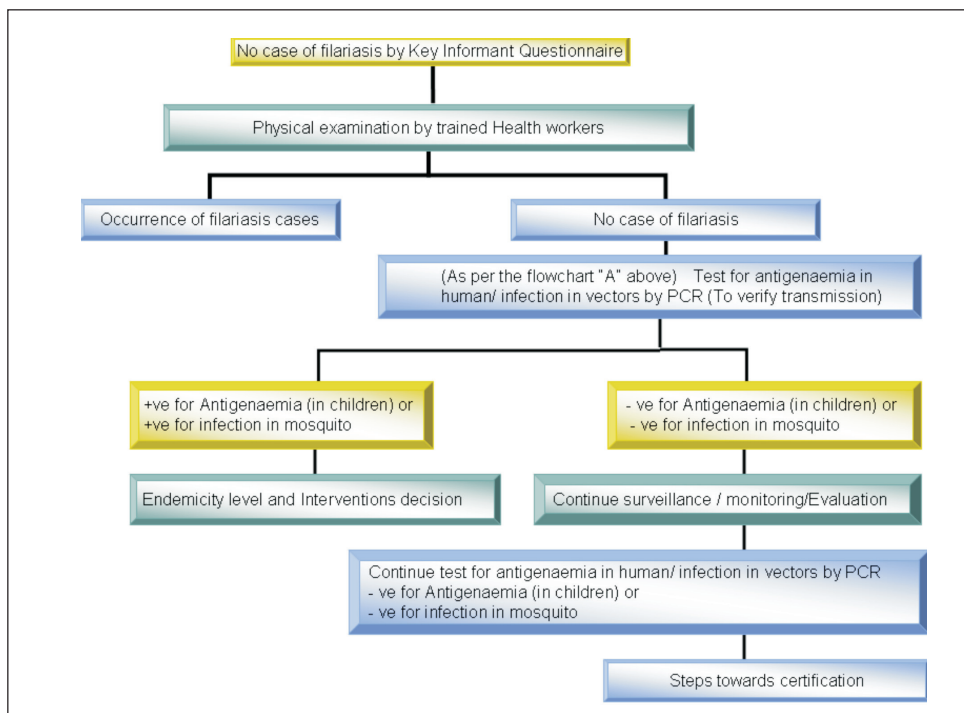 No case of filariasis by Key Informant Questionnaire
Physical examination by trained Health workers
Occurrence of filariasis cases
No case of filariasis
(As per the flowchart "A" above) Test for antigenaemia in
human/ infection in vectors by PCR (To verify transmission)
+ve for Antigenaemia (in children) or
+ve for infection in mosquito
- ve for Antigenaemia (in children) or
- ve for infection in mosquito
Endemicity level and Interventions decision
Continue surveillance / monitoring/Evaluation
Continue test for antigenaemia in human/ infection in vectors by PCR
- ve for Antigenaemia (in children) or
- ve for infection in mosquito
Steps towards certification